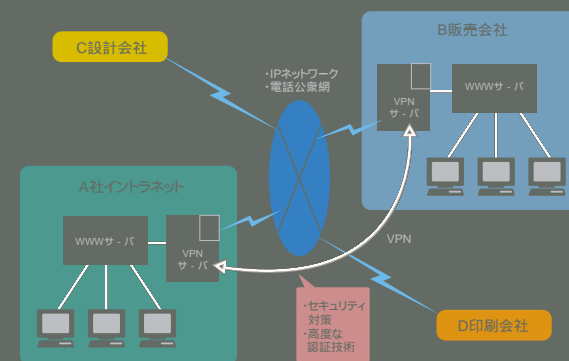 C設計会社
B販売会社
・IPネットワーク
・電話公衆網
VPN
サ - バ
WWWサ - バ
A社イントラネット
WWWサ - バ
VPN
サ - バ
VPN
・セキュリティ
対策
・高度な
認証技術
D印刷会社